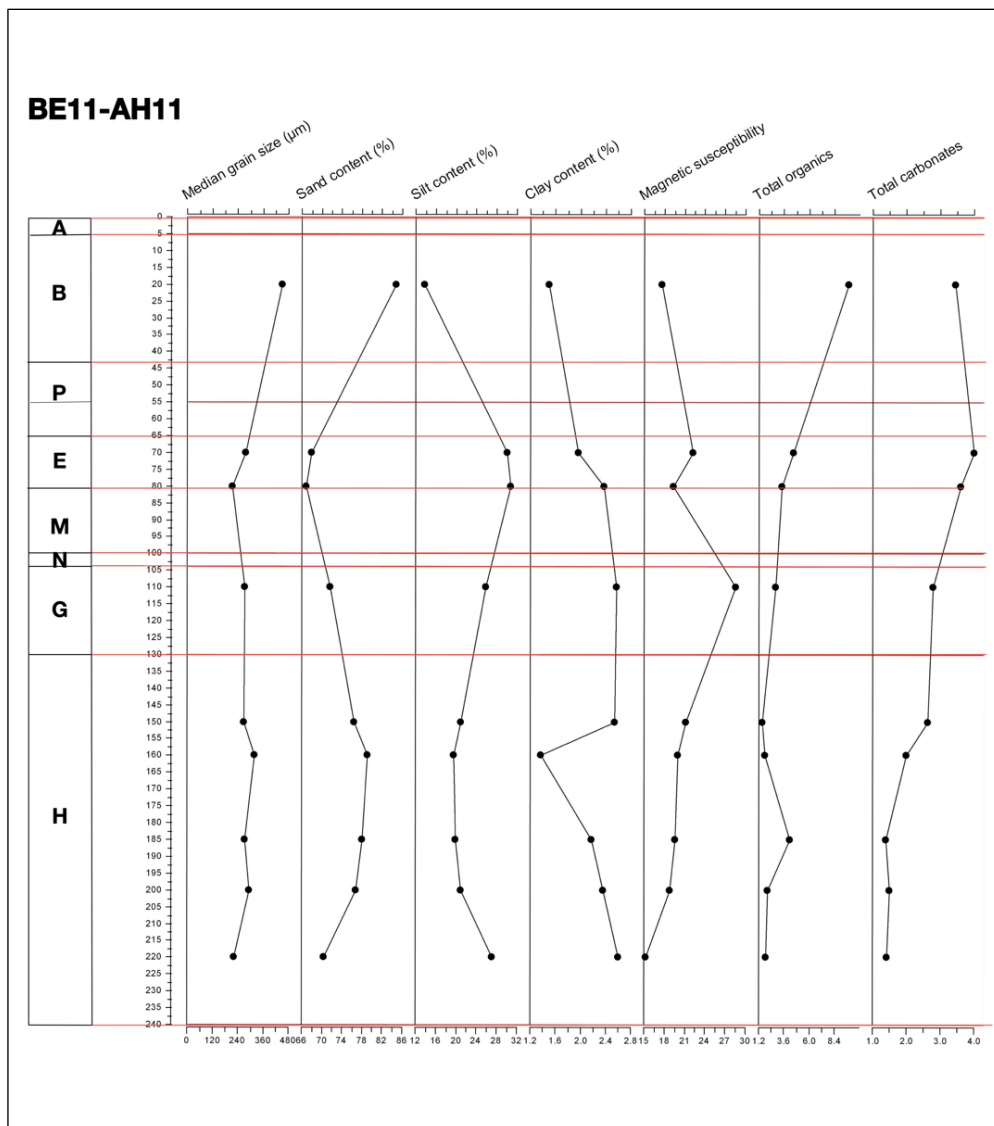 BE11-AH11
Median grain size (µm)
Sand content (%)
Silt content (%)
Clay content (%)
Magnetic susceptibility
Total organics
Total carbonates
A
B
P
E
M
N
G
H
0
5
10
15
20
25
30
35
40
45
50
55
60
65
70
75
80
85
90
95
100
105
110
115
120
125
130
135
140
145
150
155
160
165
170
175
180
185
190
195
200
205
210
215
220
225
230
235
240
0 120 240 360 480 66 70 74 78 82 86 12 16 20 24 28 32 1.2 1.6 2.0 2.4 2.8 15 18 21 24 27 30 1.2 3.6 6.0 8.4 1.0 2.0 3.0 4.0